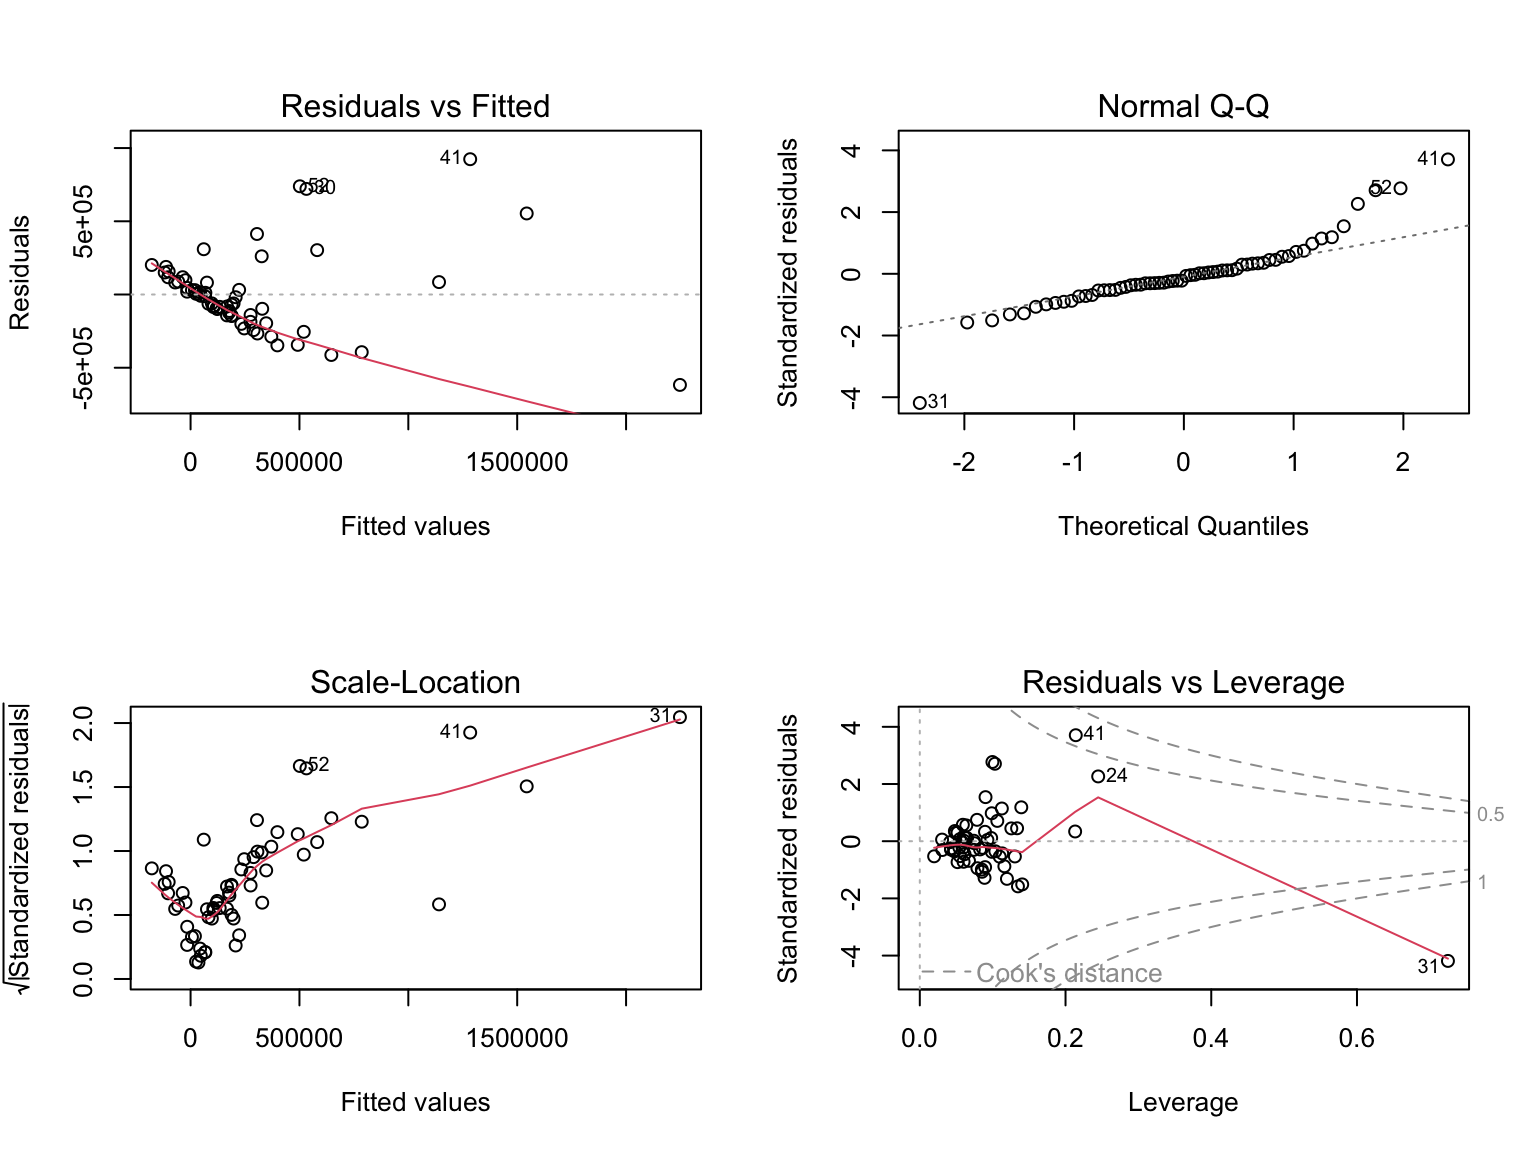 Residuals vs Fitted
Residuals
-5e+05 5e+05
41
52
0 500000 1500000
Fitted values
Normal Q-Q
Standardized residuals
-4 -2 0 2 4
41
52
31
-2 -1 0 1 2
Theoretical Quantiles
Scale-Location
√|Standardized residuals|
0.0 0.5 1.0 1.5 2.0
31
41
52
0 500000 1500000
Fitted values
Residuals vs Leverage
Standardized residuals
-4 -2 0 2 4
41
24
0.5
1
31
Cook's distance
0.0 0.2 0.4 0.6
Leverage